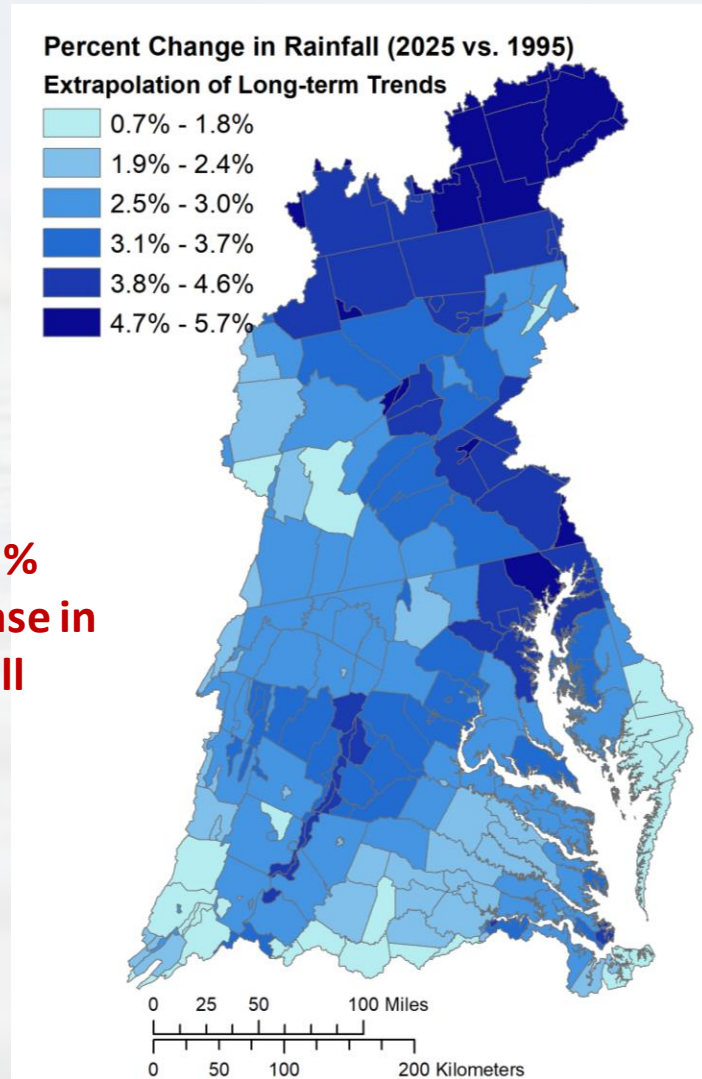 Percent Change in Rainfall (2025 vs. 1995)
Extrapolation of Long-term Trends
0.7% - 1.8%
1.9% - 2.4%
2.5% - 3.0%
3.1% - 3.7%
3.8% - 4.6%
4.7% - 5.7%
%
in
0 25 50 100 Miles
0 50 100 200 Kilometers